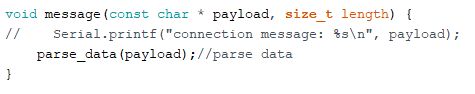 void message(const char * payload, size_t length) {
//    Serial.printf("connection message: %s\n", payload);
    parse_data(payload);//parse data
}